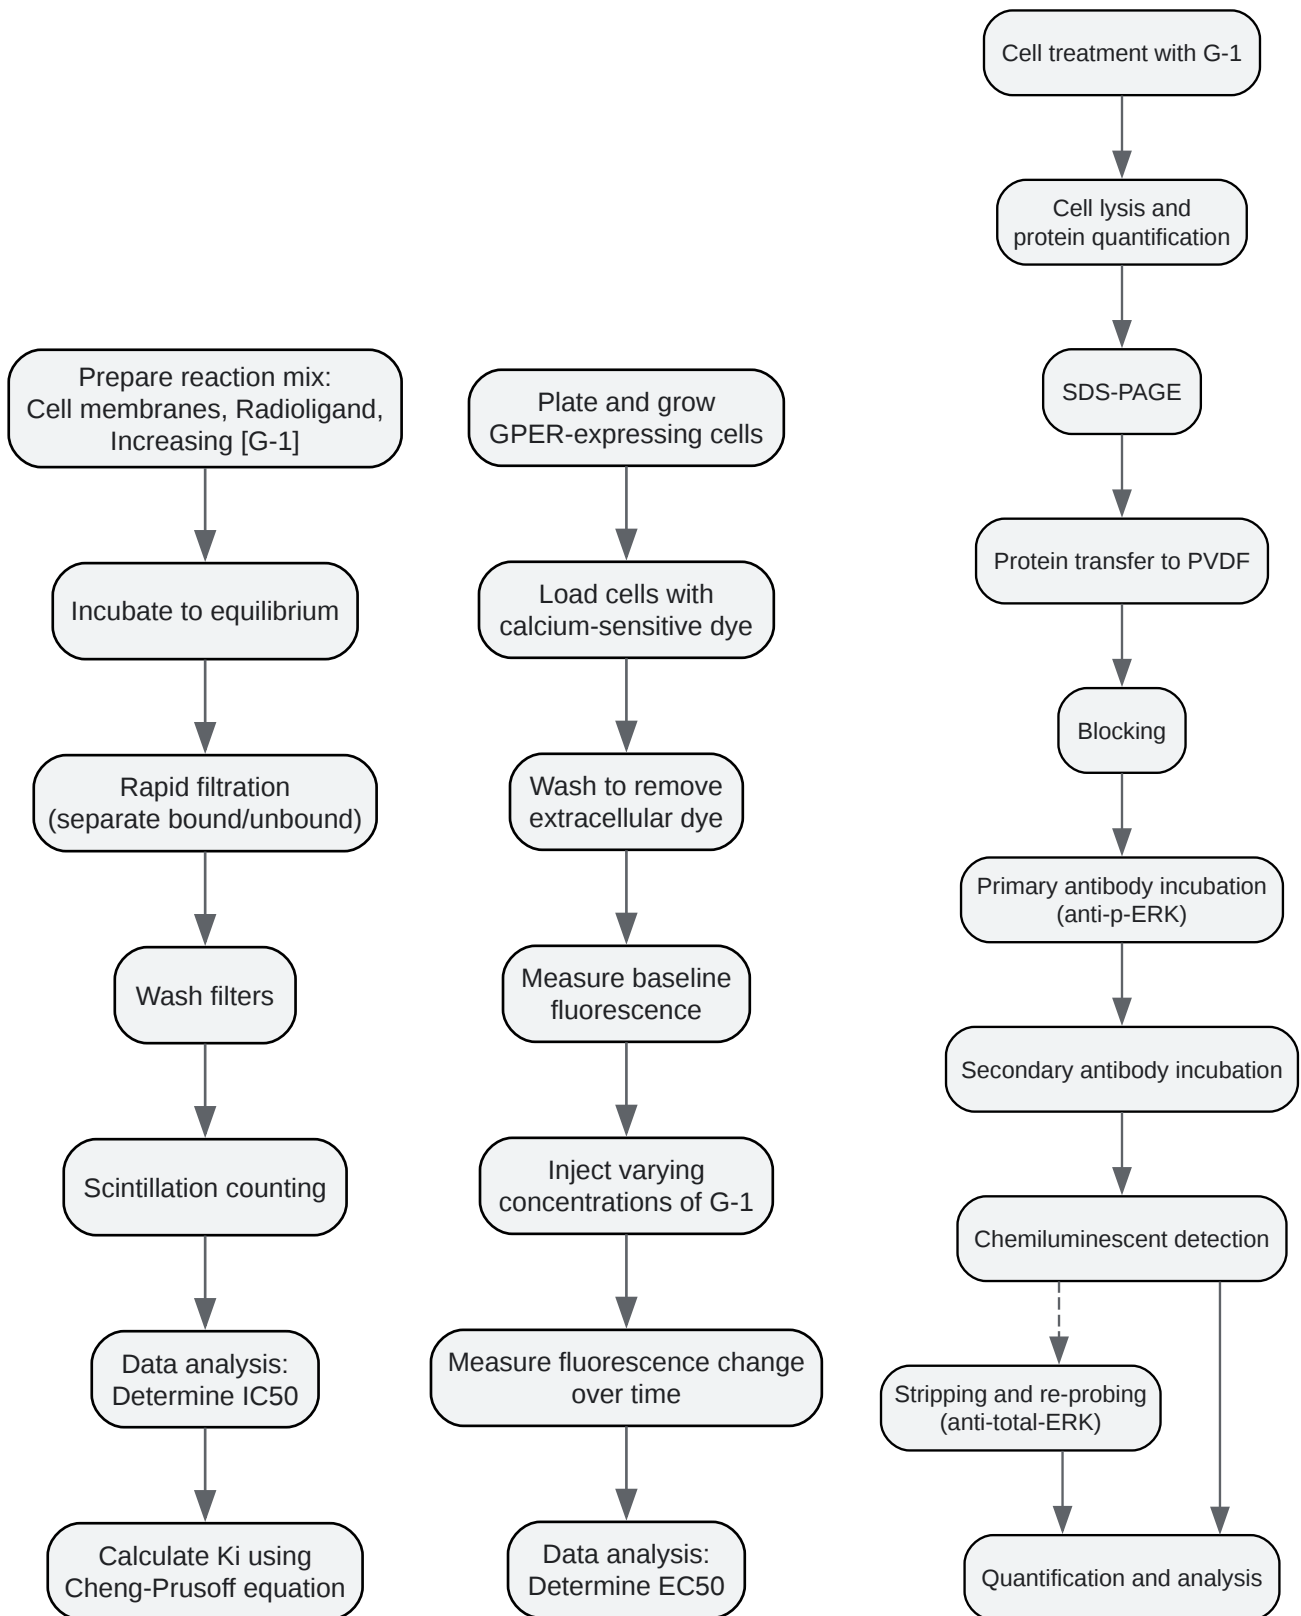 Prepare reaction mix:
Cell membranes, Radioligand,
Increasing [G-1]
Incubate to equilibrium
Rapid filtration
(separate bound/unbound)
Wash filters
Scintillation counting
Data analysis:
Determine IC50
Calculate Ki using
Cheng-Prusoff equation
Plate and grow
GPER-expressing cells
Load cells with
calcium-sensitive dye
Wash to remove
extracellular dye
Measure baseline
fluorescence
Inject varying
concentrations of G-1
Measure fluorescence change
over time
Data analysis:
Determine EC50
Cell treatment with G-1
Cell lysis and
protein quantification
SDS-PAGE
Protein transfer to PVDF
Blocking
Primary antibody incubation
(anti-p-ERK)
Secondary antibody incubation
Chemiluminescent detection
Stripping and re-probing
(anti-total-ERK)
Quantification and analysis